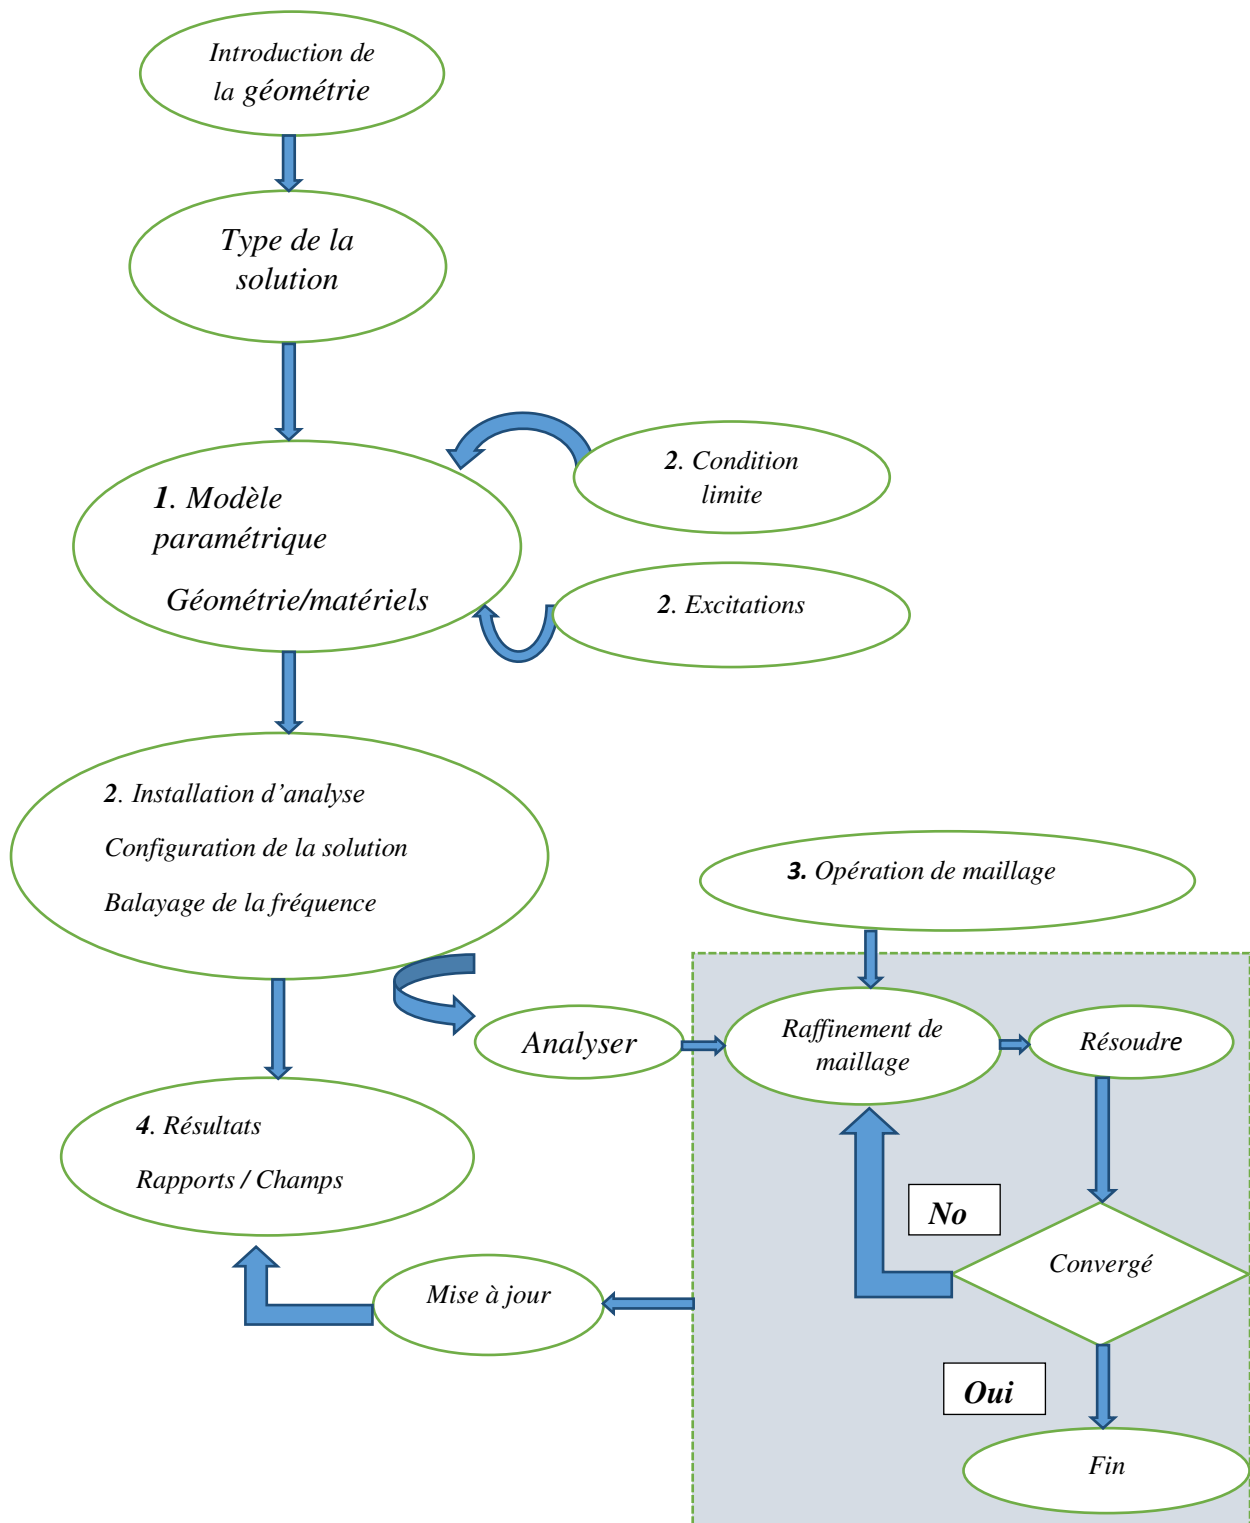 Introduction de
la géométrie
Type de la
solution
1. Modèle
paramétrique
Géométrie/matériels
2. Condition
limite
2. Excitations
2. Installation d’analyse
Configuration de la solution
Balayage de la fréquence
3. Opération de maillage
Analyser
Raffinement de
maillage
Résoudre
4. Résultats
Rapports / Champs
No
Convergé
Mise à jour
Oui
Fin